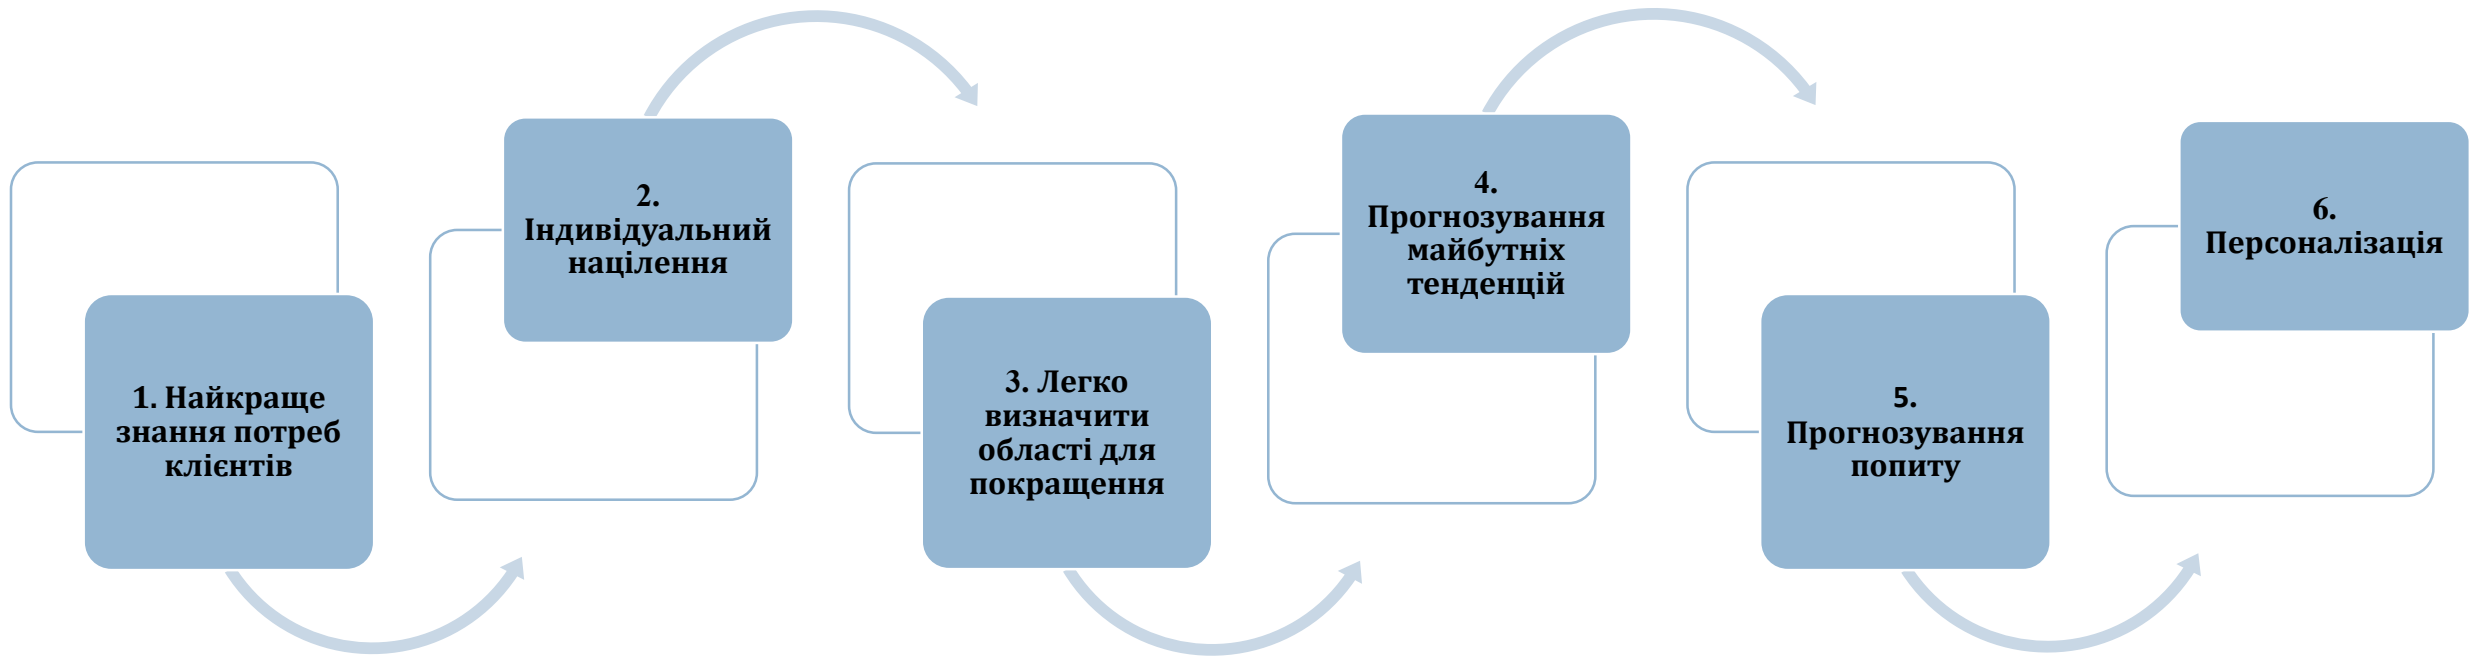 1. Найкраще
знання потреб
клієнтів
2.
Індивідуальний
націлення
3. Легко
визначити
області для
покращення
4.
Прогнозування
майбутніх
тенденцій
5.
Прогнозування
попиту
6.
Персоналізація